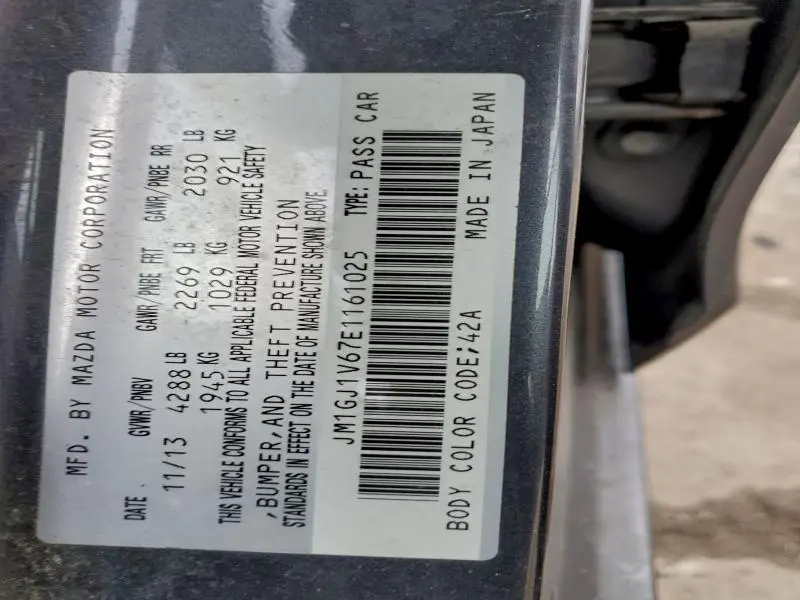 MFD. BY MAZDA MOTOR CORPORATION
DATE GVWR/PNBV GAWR/PNBE FRT GAWR/PNBE RR
11/13 4288 LB 2269 LB 2030 LB
1945 KG 1029 KG 921 KG
THIS VEHICLE CONFORMS TO ALL APPLICABLE FEDERAL MOTOR VEHICLE SAFETY
,BUMPER, AND THEFT PREVENTION
STANDARDS IN EFFECT ON THE DATE OF MANUFACTURE SHOWN ABOVE.
JM1GJ1V67E1161025 TYPE: PASS CAR
BODY COLOR CODE;42A MADE IN JAPAN